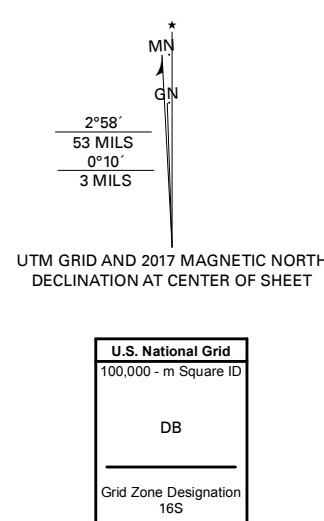 MN
GN
2°58´
53 MILS
0°10´
3 MILS
UTM GRID AND 2017 MAGNETIC NORTH
DECLINATION AT CENTER OF SHEET
U.S. National Grid
100,000 - m Square ID
DB
Grid Zone Designation
16S